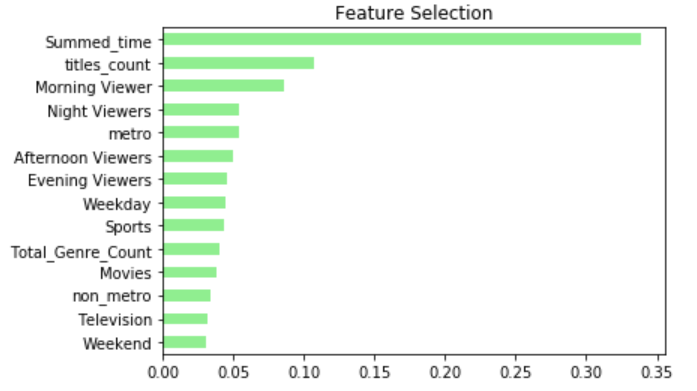 Feature Selection
Summed_time
titles_count
Morning Viewer
Night Viewers
metro
Afternoon Viewers
Evening Viewers
Weekday
Sports
Total_Genre_Count
Movies
non_metro
Television
Weekend
0.00 0.05 0.10 0.15 0.20 0.25 0.30 0.35